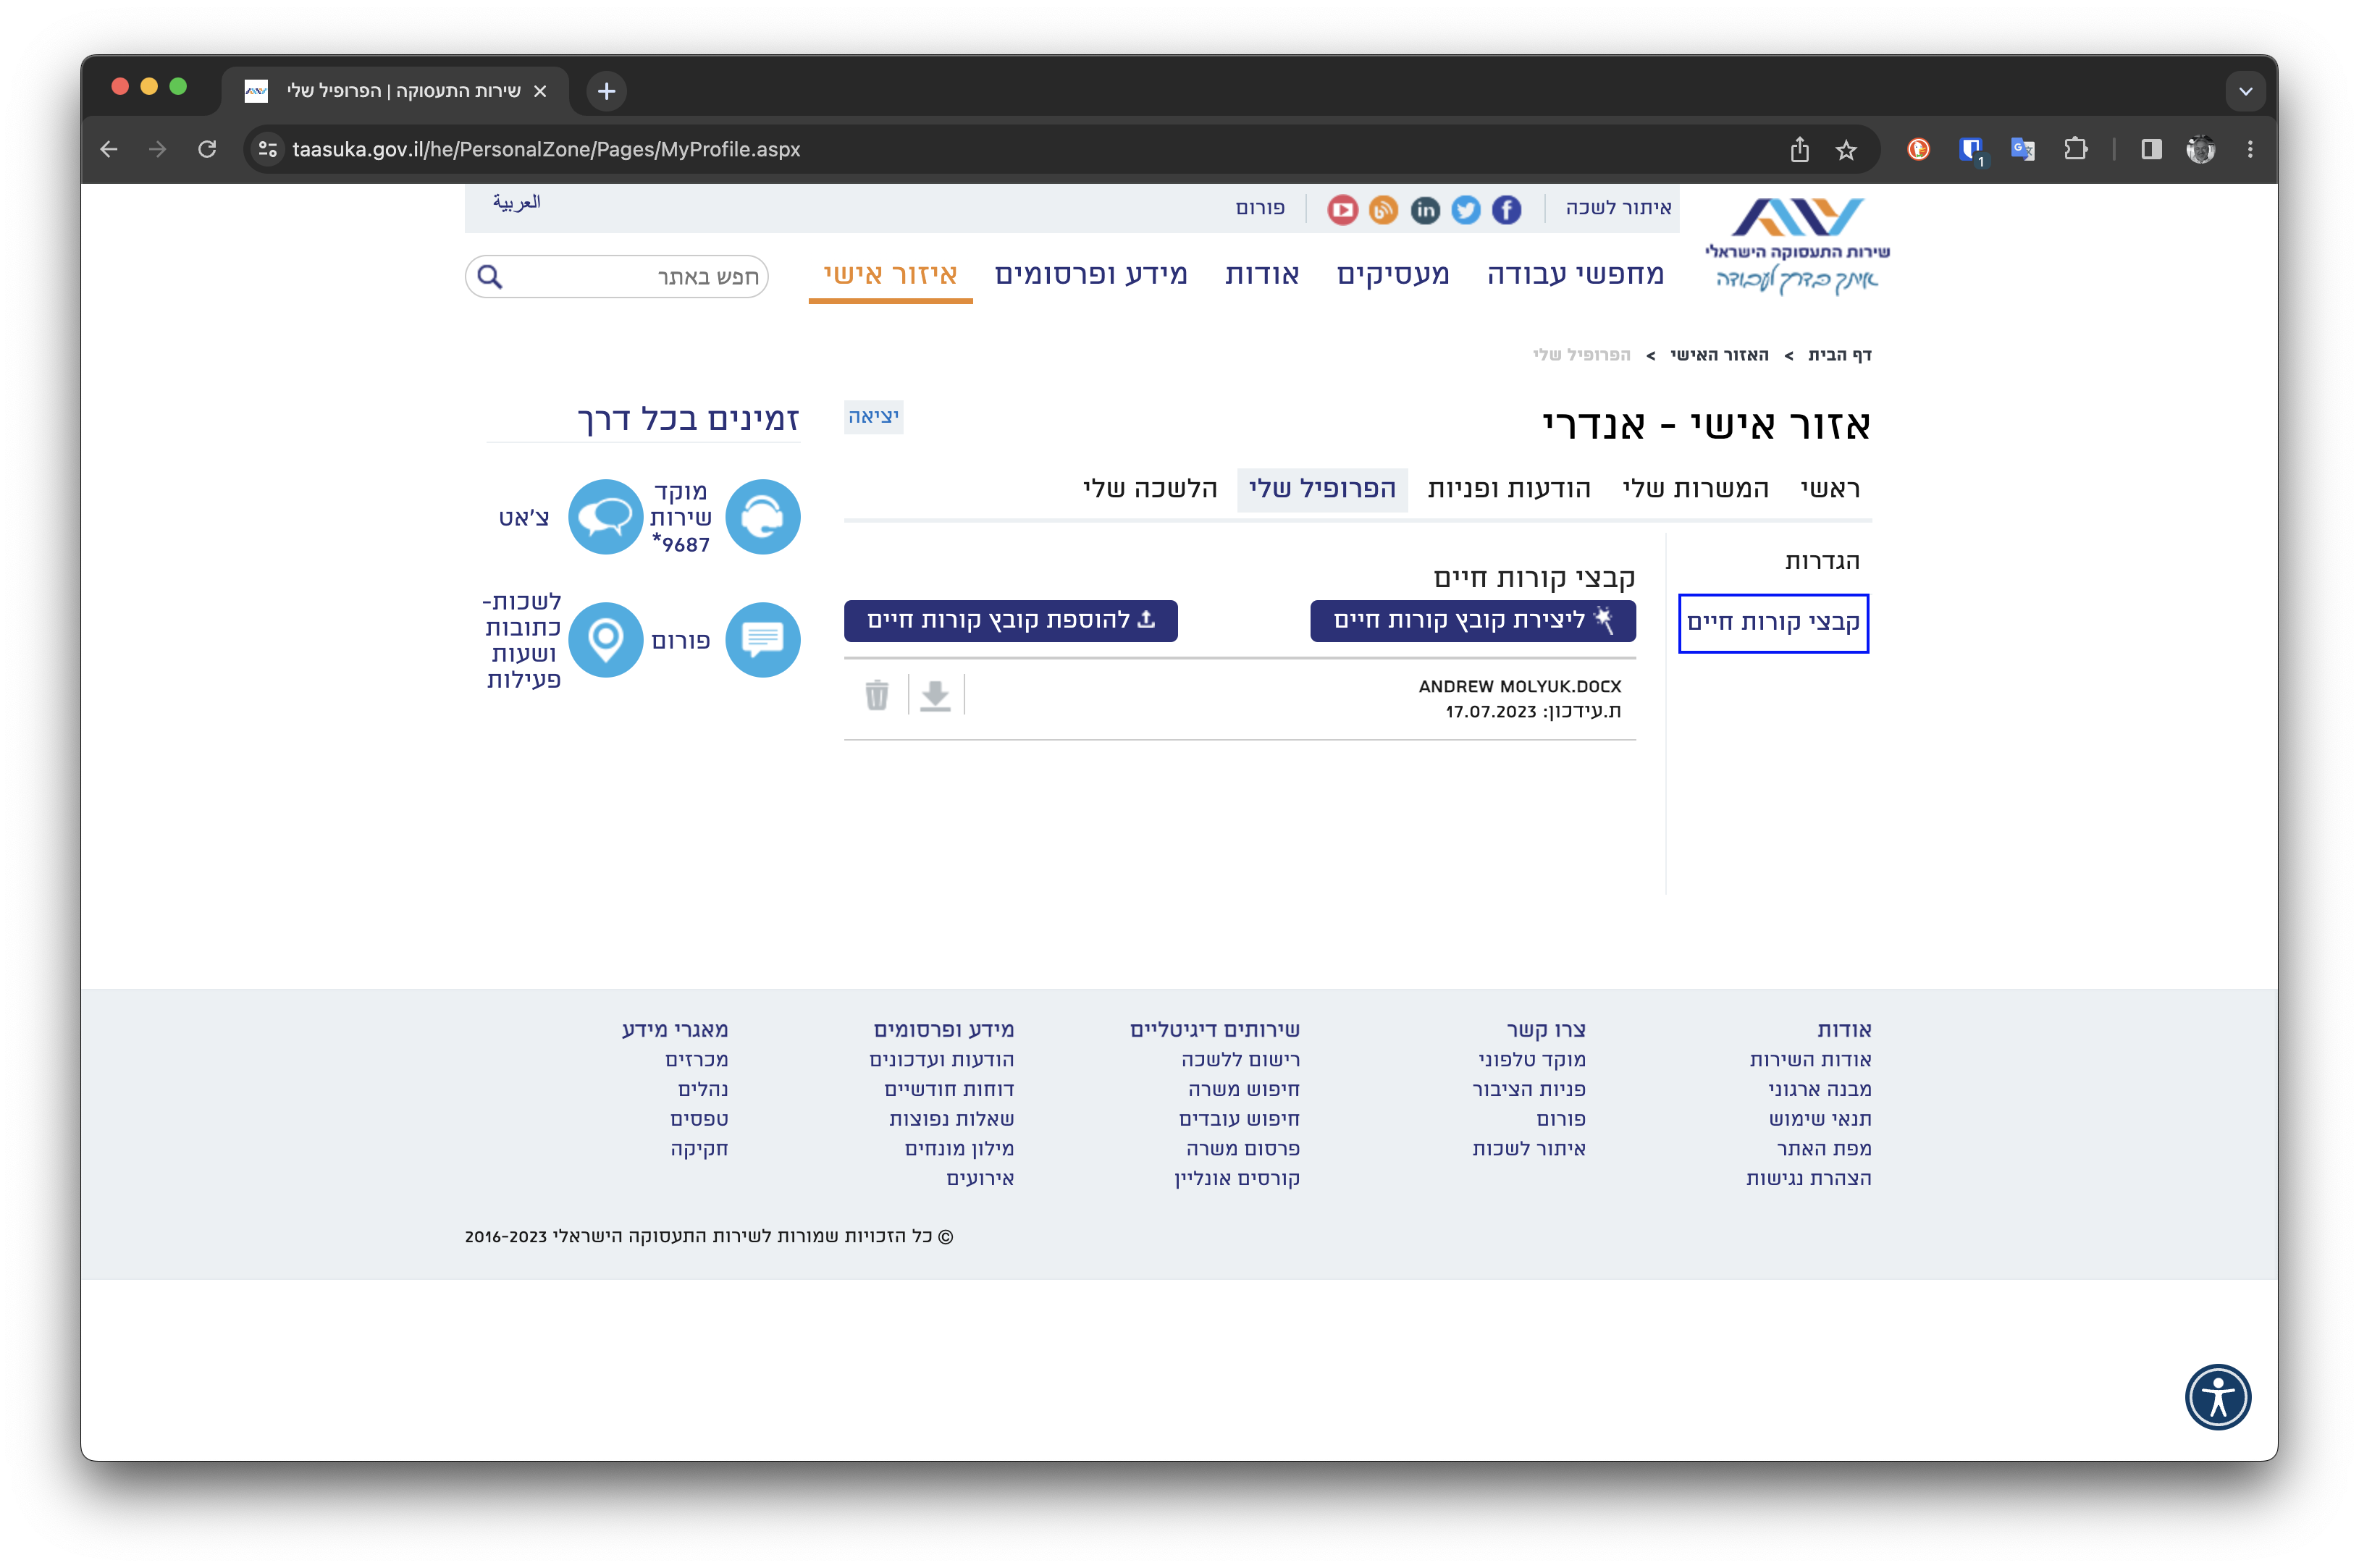 שירות התעסוקה | הפרופיל שלי
taasuka.gov.il/he/PersonalZone/Pages/MyProfile.aspx
1
איתור לשכה
פורום
العربية
שירות התעסוקה הישראלי
איתך בדרך לעבודה
מחפשי עבודה
מעסיקים
אודות
מידע ופרסומים
איזור אישי
חפש באתר
דף הבית > האזור האישי > הפרופיל שלי
אזור אישי - אנדרי
יציאה
ראשי
המשרות שלי
הודעות ופניות
הפרופיל שלי
הלשכה שלי
הגדרות
קבצי קורות חיים
קבצי קורות חיים
ליצירת קובץ קורות חיים
להוספת קובץ קורות חיים
ANDREW MOLYUK.DOCX
ת.עידכון: 17.07.2023
זמינים בכל דרך
מוקד
שירות
*9687
צ'אט
פורום
לשכות-
כתובות
ושעות
פעילות
אודות
אודות השירות
מבנה ארגוני
תנאי שימוש
מפת האתר
הצהרת נגישות
צרו קשר
מוקד טלפוני
פניות הציבור
פורום
איתור לשכות
שירותים דיגיטליים
רישום ללשכה
חיפוש משרה
חיפוש עובדים
פרסום משרה
קורסים אונליין
מידע ופרסומים
הודעות ועדכונים
דוחות חודשיים
שאלות נפוצות
מילון מונחים
אירועים
מאגרי מידע
מכרזים
נהלים
טפסים
חקיקה
© כל הזכויות שמורות לשירות התעסוקה הישראלי 2016-2023